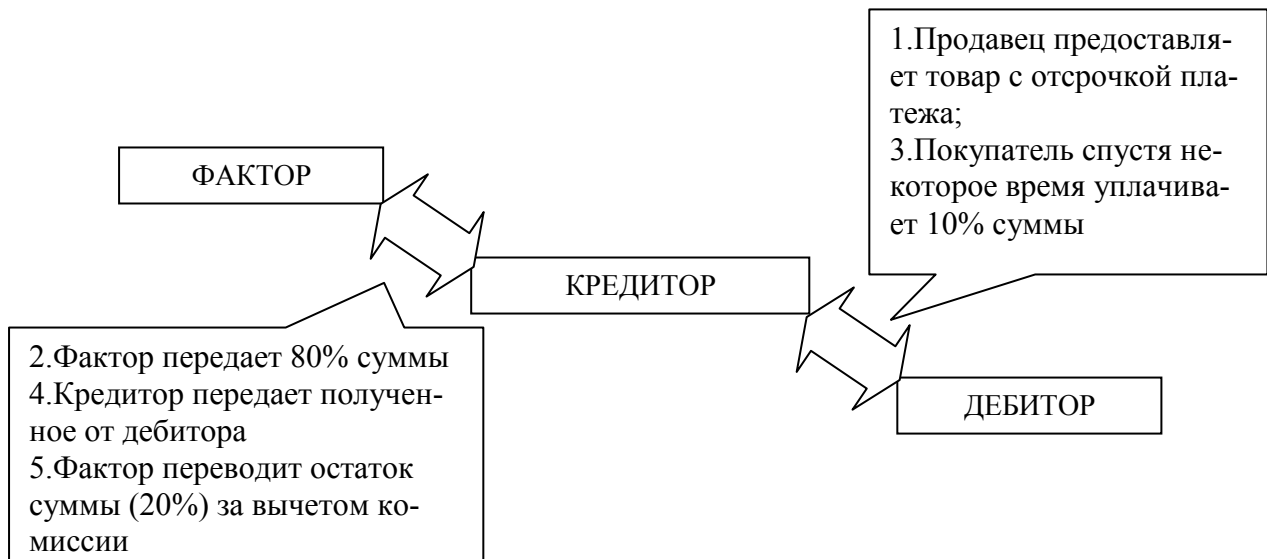 1.Продавец предоставля-
ет товар с отсрочкой пла-
тежа;
3.Покупатель спустя не-
которое время уплачива-
ет 10% суммы
ФАКТОР
КРЕДИТОР
2.Фактор передает 80% суммы
4.Кредитор передает получен-
ное от дебитора
5.Фактор переводит остаток
суммы (20%) за вычетом ко-
миссии
ДЕБИТОР